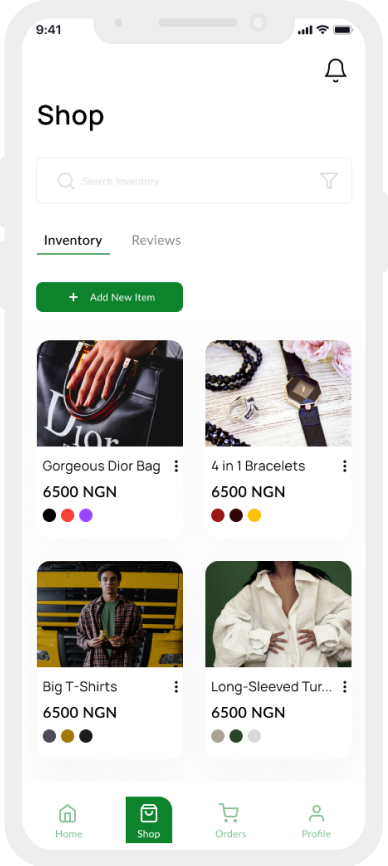 9:41
Shop
Search Inventory
Inventory Reviews
+ Add New Item
Dior
Gorgeous Dior Bag
6500 NGN
4 in 1 Bracelets
6500 NGN
Big T-Shirts
6500 NGN
Long-Sleeved Tur...
6500 NGN
Home Shop Orders Profile